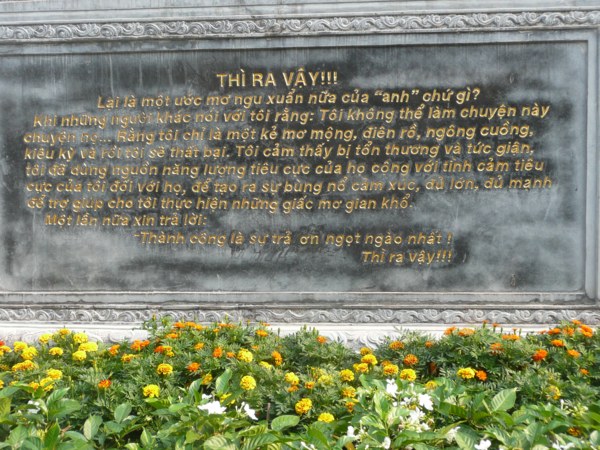 THÌ RA VẬY!!!
Lại là một ước mơ ngu xuẩn nữa của “anh” chứ gì?
Khi những người khác nói với tôi rằng: Tôi không thể làm chuyện này
chuyện nọ... Rằng tôi chỉ là một kẻ mơ mộng, điên rồ, ngông cuồng,
kiêu kỳ và rồi tôi sẽ thất bại. Tôi cảm thấy bị tổn thương và tức giận,
tôi đã dùng nguồn năng lượng tiêu cực của họ cộng với tình cảm tiêu
cực của tôi đối với họ, để tạo ra sự bùng nổ cảm xúc, đủ lớn, đủ mạnh
để trợ giúp cho tôi thực hiện những giấc mơ gian khổ.
Một lần nữa xin trả lời:
“Thành công là sự trả ơn ngọt ngào nhất !
Thì ra vậy!!!